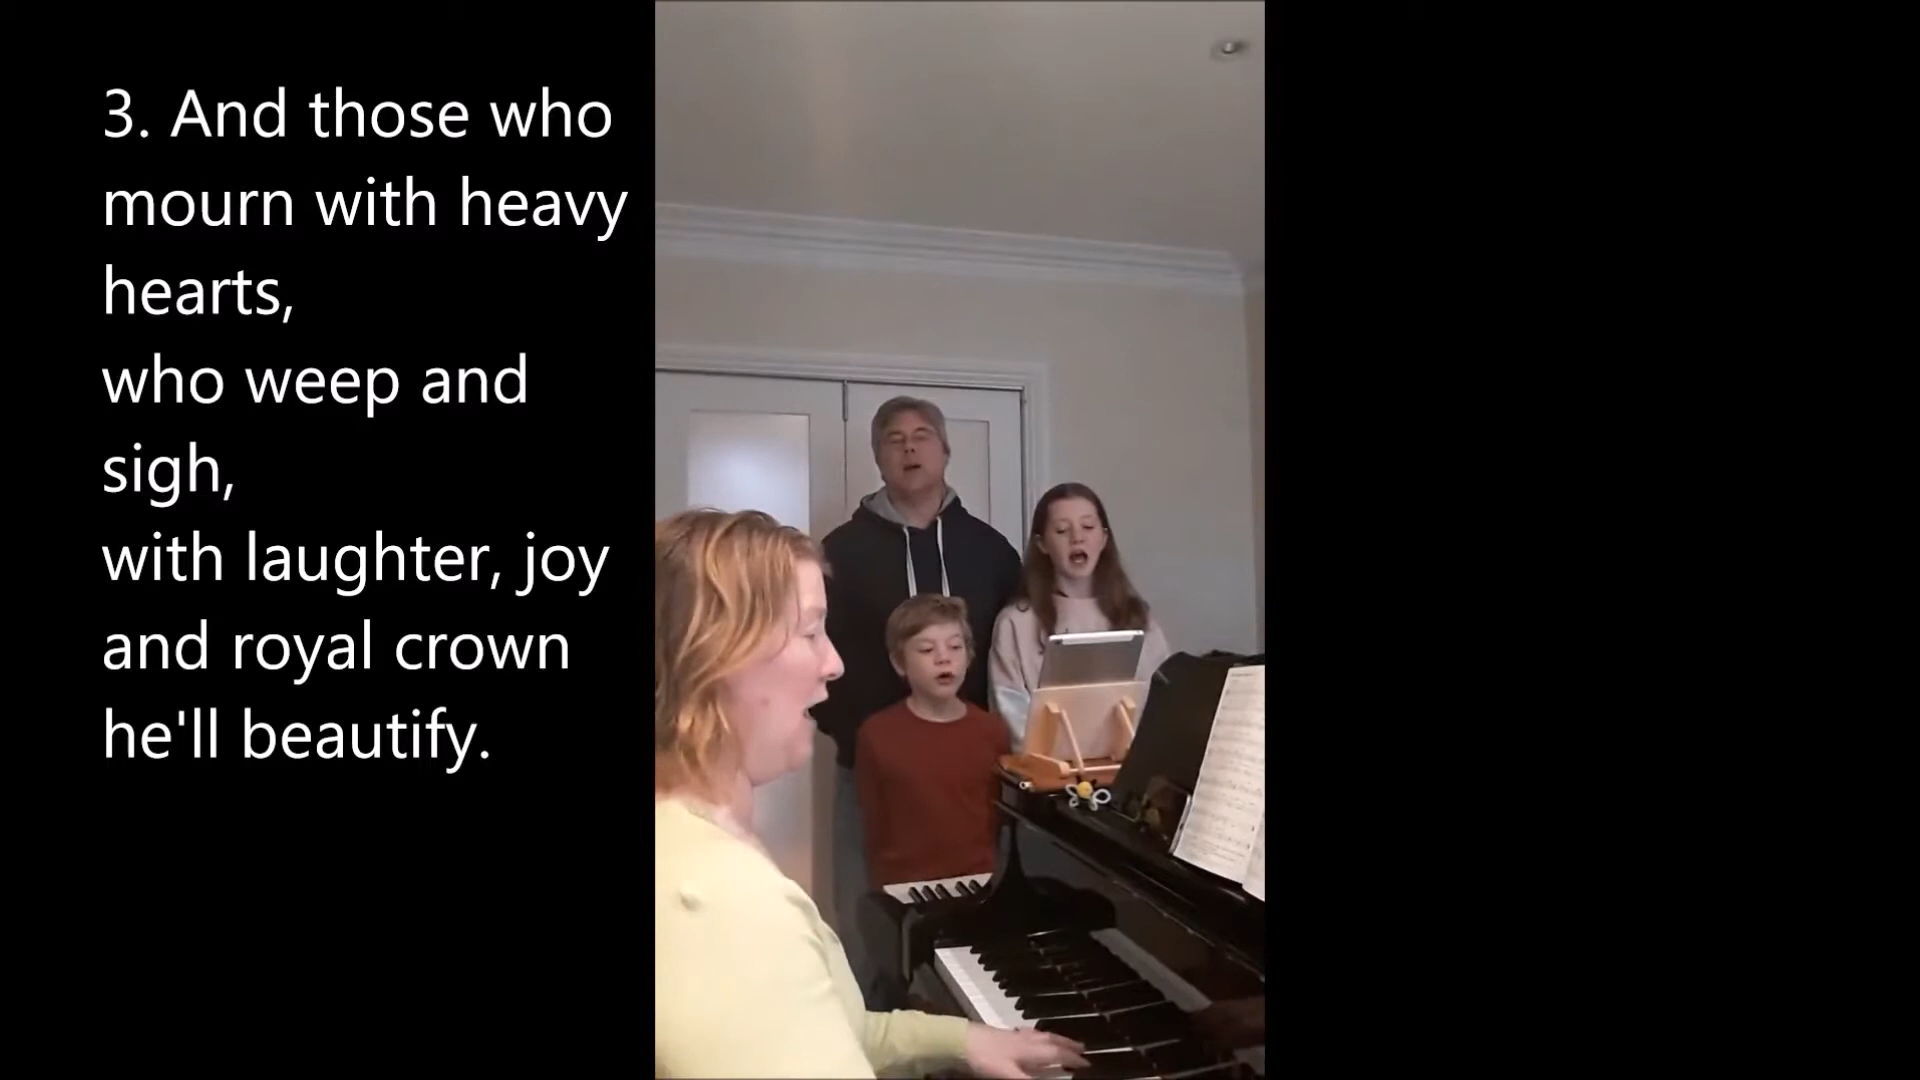 3. And those who
mourn with heavy
hearts,
who weep and
sigh,
with laughter, joy
and royal crown
he'll beautify.